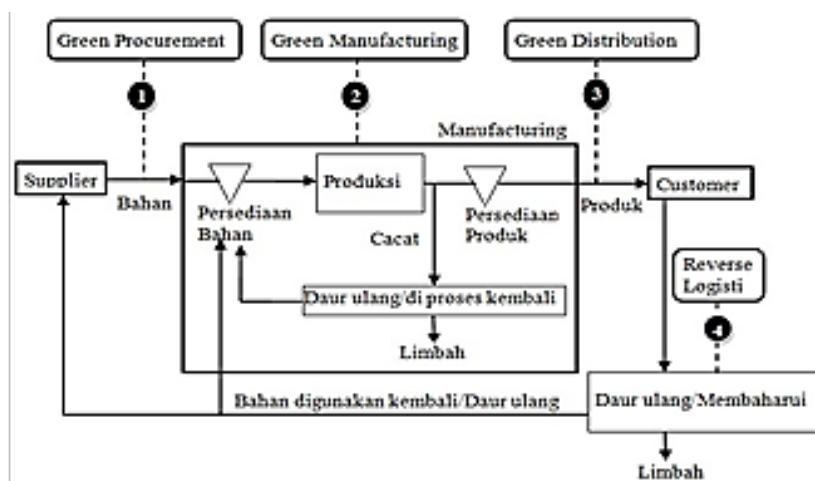 Green Procurement
Green Manufacturing
Green Distribution
1
2
3
Manufacturing
Supplier
Bahan
Persediaan
Bahan
Produksi
Cacat
Persediaan
Produk
Produk
Customer
Reverse
Logisti
4
Daur ulang/di proses kembali
Limbah
Bahan digunakan kembali/Daur ulang
Daur ulang/Membaharui
Limbah